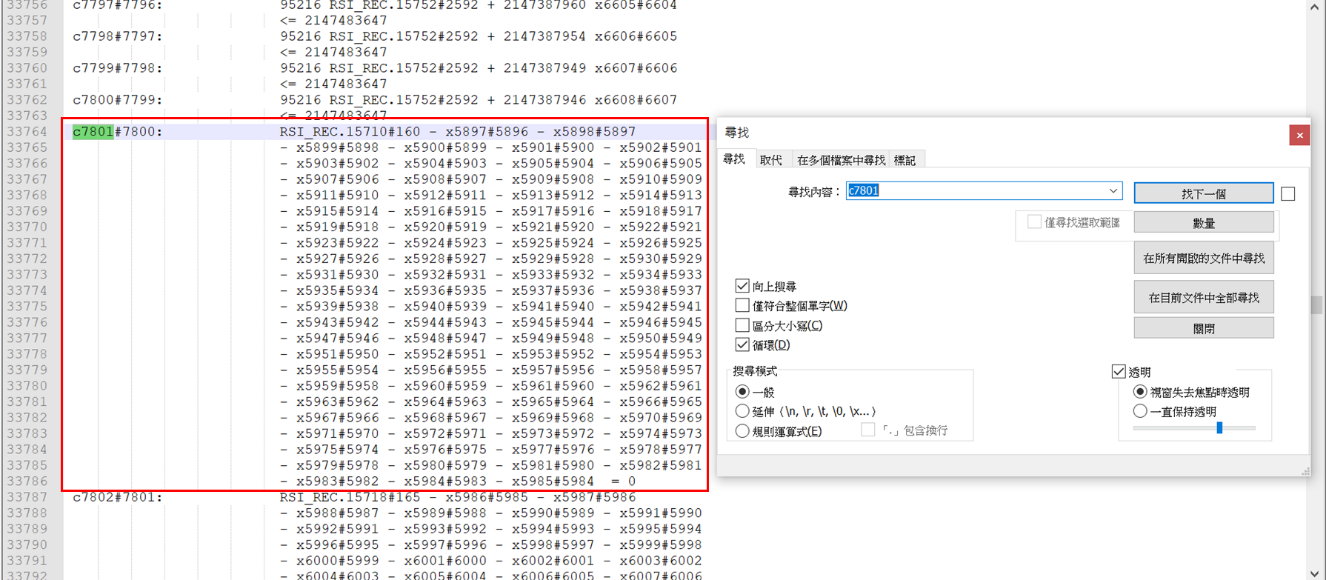 33756 c7797#7796: 95216 RSI_REC.15752#2592 + 2147483647 x6605#6604
33757 <= 2147483647
33758 c7798#7797: 95216 RSI_REC.15752#2592 + 2147387954 x6606#6605
33759 <= 2147483647
33760 c7799#7798: 95216 RSI_REC.15752#2592 + 2147387949 x6607#6606
33761 <= 2147483647
33762 c7800#7799: 95216 RSI_REC.15752#2592 + 2147387946 x6608#6607
33763 <= 2147483647
33764 c7801#7800: RSI_REC.15710#160 - x5897#5896 - x5898#5897
33765 - x5899#5898 - x5900#5899 - x5901#5900 - x5902#5901
33766 - x5903#5902 - x5904#5903 - x5905#5904 - x5906#5905
33767 - x5907#5906 - x5908#5907 - x5909#5908 - x5910#5909
33768 - x5911#5910 - x5912#5911 - x5913#5912 - x5914#5913
33769 - x5915#5914 - x5916#5915 - x5917#5916 - x5918#5917
33770 - x5919#5918 - x5920#5919 - x5921#5920 - x5922#5921
33771 - x5923#5922 - x5924#5923 - x5925#5924 - x5926#5925
33772 - x5927#5926 - x5928#5927 - x5929#5928 - x5930#5929
33773 - x5931#5930 - x5932#5931 - x5933#5932 - x5934#5933
33774 - x5935#5934 - x5936#5935 - x5937#5936 - x5938#5937
33775 - x5939#5938 - x5940#5939 - x5941#5940 - x5942#5941
33776 - x5943#5942 - x5944#5943 - x5945#5944 - x5946#5945
33777 - x5947#5946 - x5948#5947 - x5949#5948 - x5950#5949
33778 - x5951#5950 - x5952#5951 - x5953#5952 - x5954#5953
33779 - x5955#5954 - x5956#5955 - x5957#5956 - x5958#5957
33780 - x5959#5958 - x5960#5959 - x5961#5960 - x5962#5961
33781 - x5963#5962 - x5964#5963 - x5965#5964 - x5966#5965
33782 - x5967#5966 - x5968#5967 - x5969#5968 - x5970#5969
33783 - x5971#5970 - x5972#5971 - x5973#5972 - x5974#5973
33784 - x5975#5974 - x5976#5975 - x5977#5976 - x5978#5977
33785 - x5979#5978 - x5980#5979 - x5981#5980 - x5982#5981
33786 - x5983#5982 - x5984#5983 - x5985#5984 = 0
33787 c7802#7801: RSI_REC.15718#165 - x5986#5985 - x5987#5986
33788 - x5988#5987 - x5989#5988 - x5990#5989 - x5991#5990
33789 - x5992#5991 - x5993#5992 - x5994#5993 - x5995#5994
33790 - x5996#5995 - x5997#5996 - x5998#5997 - x5999#5998
33791 - x6000#5999 - x6001#6000 - x6002#6001 - x6003#6002
33792 - x6004#6003 - x6005#6004 - x6006#6005 - x6007#6006
尋找
尋找 取代 在多個檔案中尋找 標記
尋找內容： c7801 找下一個
僅尋找選取範圍 數量
在所有開啟的文件中尋找
向上搜尋
在目前文件中全部尋找
僅符合整個單字(W)
區分大小寫(C) 關閉
循環(D)
搜尋模式 透明
一般 視窗失去焦點時透明
延伸（\n, \r, \t, \0, \x...） 一直保持透明
規則運算式(E) 「.」包含換行